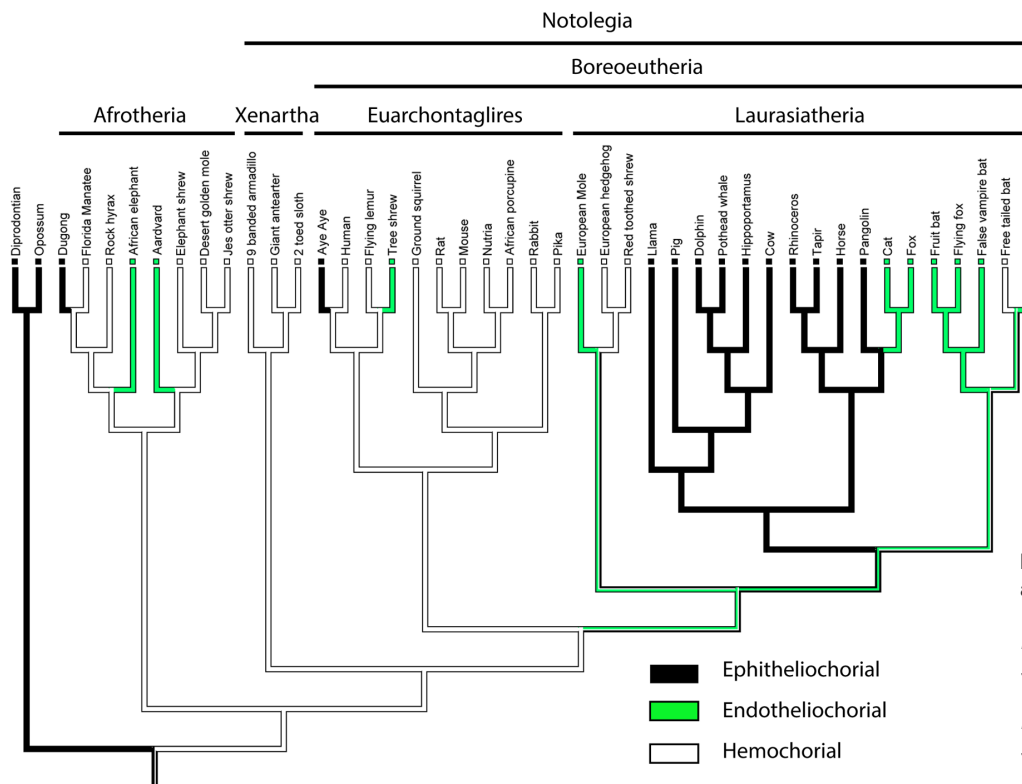 Notolegia
Boreoeutheria
Afrotheria
Xenartha
Euarchontaglires
Laurasiatheria
Diprodontian
Opossum
Dugong
Florida Manatee
Rock hyrax
African elephant
Aardvard
Elephant shrew
Desert golden mole
Jes otter shrew
9 banded armadillo
Giant antearter
2 toed sloth
Aye Aye
Human
Flying lemur
Tree shrew
Ground squirrel
Rat
Mouse
Nutria
African porcupine
Rabbit
Pika
European Mole
European hedgehog
Red toothed shrew
Llama
Pig
Dolphin
Pothead whale
Hippoportamus
Cow
Rhinoceros
Tapir
Horse
Pangolin
Cat
Fox
Fruit bat
Flying fox
False vampire bat
Free tailed bat
Ephitheliochorial
Endotheliochorial
Hemochorial